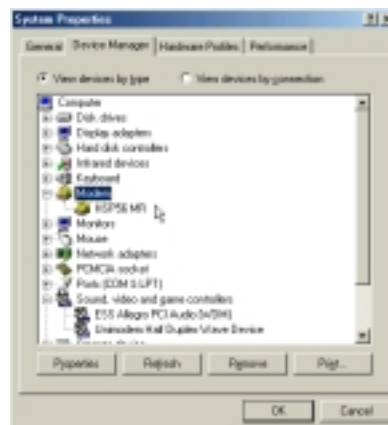 System Properties
General Device Manager Hardware Profiles Performance
View devices by type View devices by connection
Computer
Disk drives
Display adapters
Hard disk controllers
Infrared devices
Keyboard
Modem
HSP56 MR
Monitors
Mouse
Network adapters
PCMCIA socket
Ports (COM & LPT)
Sound, video and game controllers
ESS Allegro PCI Audio (WDM)
Unimodem Half-Duplex Wave Device
Properties Refresh Remove Print...
OK Cancel